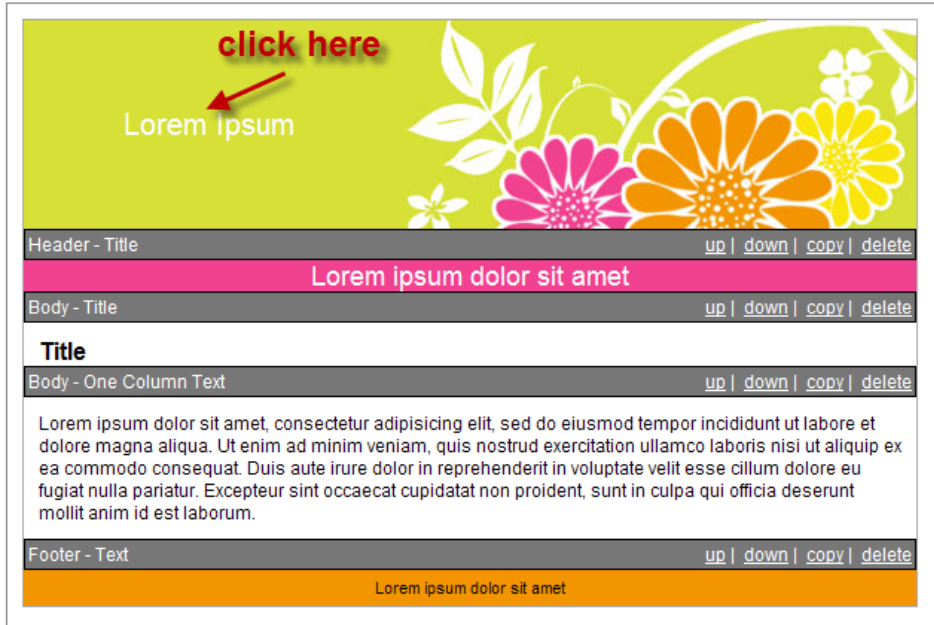 click here
Lorem Ipsum
Header - Title up | down | copy | delete
Lorem ipsum dolor sit amet
Body - Title up | down | copy | delete
Title
Body - One Column Text up | down | copy | delete
Lorem ipsum dolor sit amet, consectetur adipisicing elit, sed do eiusmod tempor incididunt ut labore et
dolore magna aliqua. Ut enim ad minim veniam, quis nostrud exercitation ullamco laboris nisi ut aliquip ex
ea commodo consequat. Duis aute irure dolor in reprehenderit in voluptate velit esse cillum dolore eu
fugiat nulla pariatur. Excepteur sint occaecat cupidatat non proident, sunt in culpa qui officia deserunt
mollit anim id est laborum.
Footer - Text up | down | copy | delete
Lorem ipsum dolor sit amet